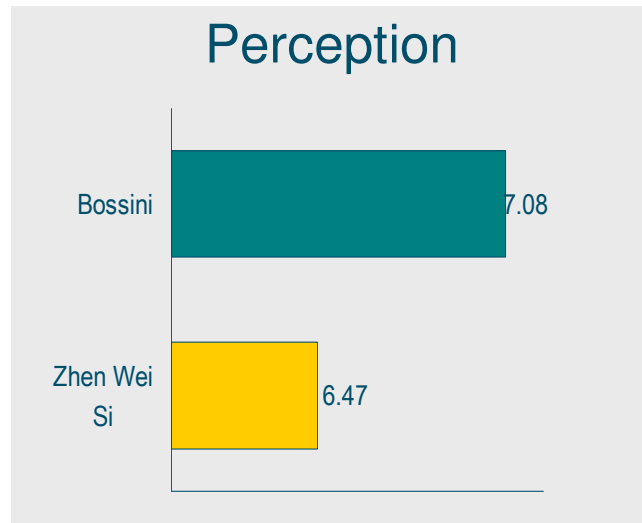 Perception
Bossini
7.08
Zhen Wei
Si
6.47